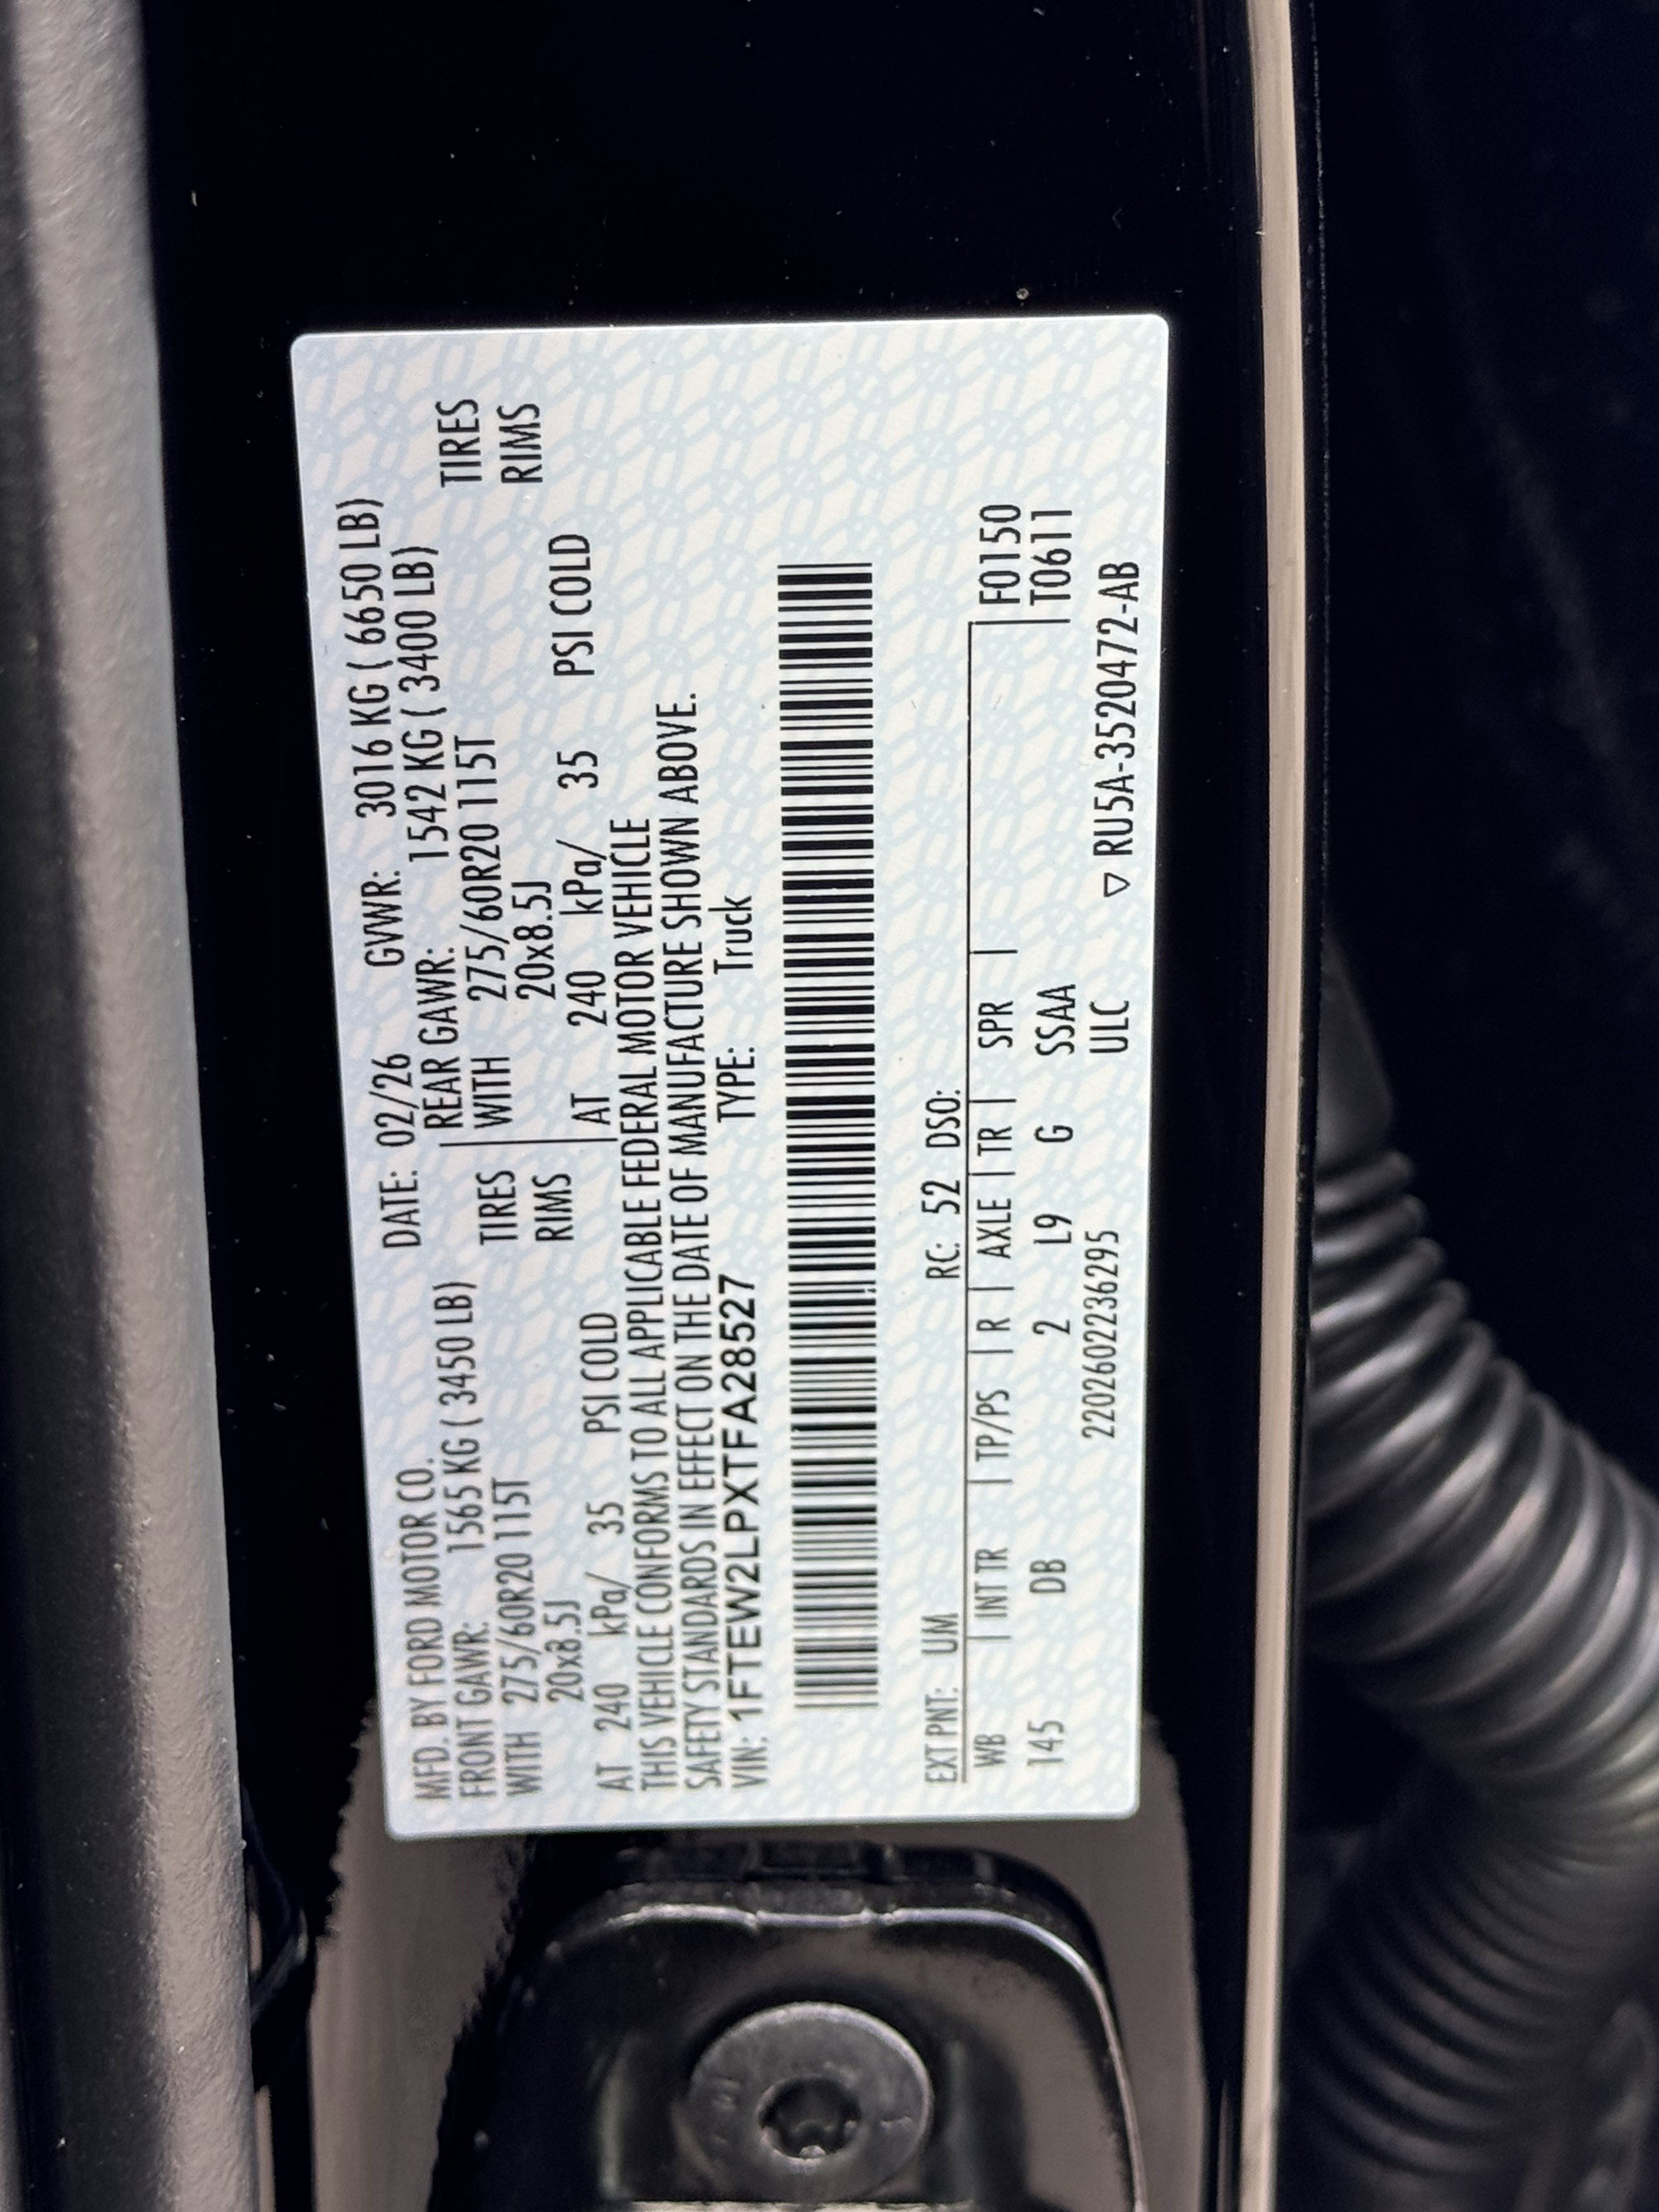 MFD. BY FORD MOTOR CO. DATE: 02/26 GVWR: 3016 KG ( 6650 LB)
FRONT GAWR: 1565 KG ( 3450 LB) REAR GAWR: 1542 KG ( 3400 LB)
WITH 275/60R20 115T TIRES WITH 275/60R20 115T TIRES
20x8.5J RIMS 20x8.5J RIMS
AT 240 kPa/ 35 PSI COLD AT 240 kPa/ 35 PSI COLD
THIS VEHICLE CONFORMS TO ALL APPLICABLE FEDERAL MOTOR VEHICLE
SAFETY STANDARDS IN EFFECT ON THE DATE OF MANUFACTURE SHOWN ABOVE.
VIN: 1FTEW2LPXTFA28527 TYPE: Truck
EXT PNT: UM RC: 52 DSO:
WB INT TR TP/PS R AXLE TR SPR F0150
145 DB 2 L9 G SSAA T0611
2202602236295 ULC ▽ RU5A-3520472-AB